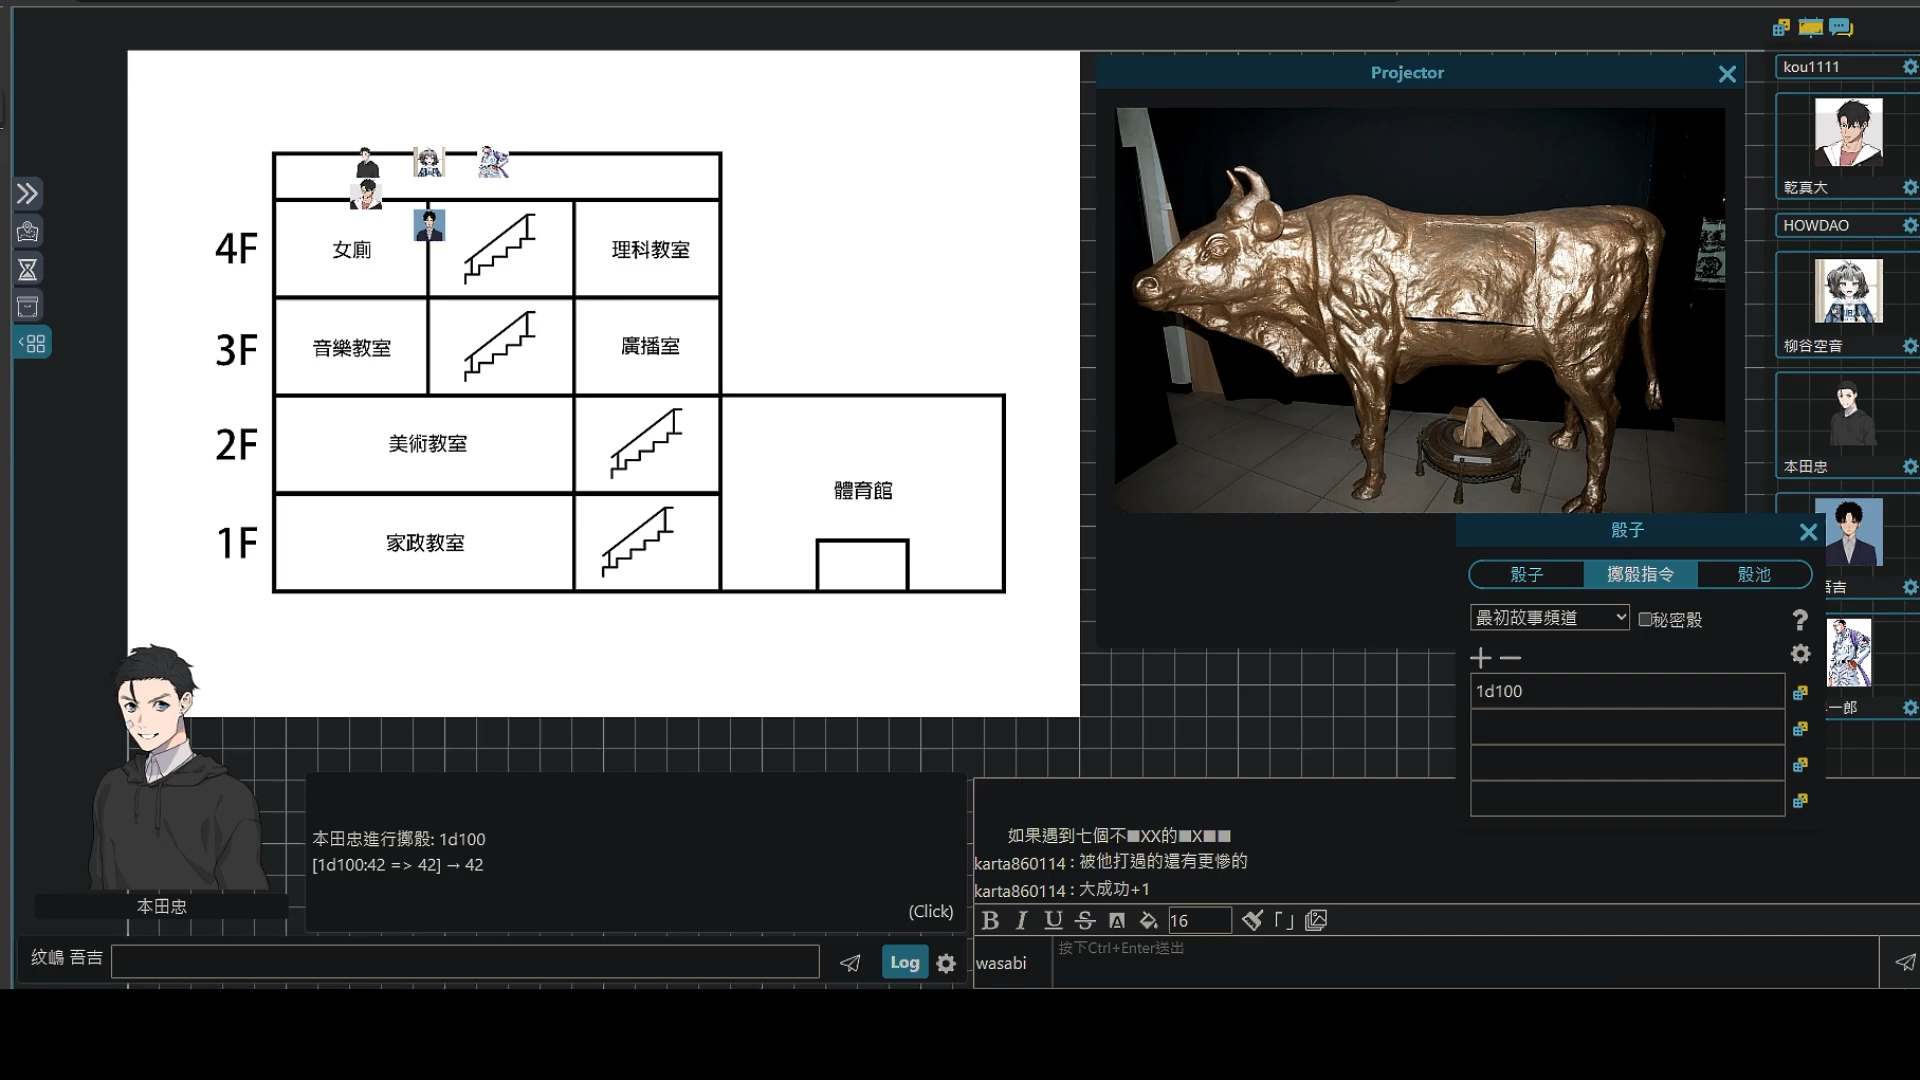 Projector
kou1111
乾真大
HOWDAO
柳谷空音
本田忠
吾吉
一郎
4F
女廁
理科教室
3F
音樂教室
廣播室
2F
美術教室
體育館
1F
家政教室
骰子
骰子
擲骰指令
骰池
最初故事頻道
秘密骰
?
1d100
本田忠進行擲骰: 1d100
[1d100:42 => 42] → 42
(Click)
本田忠
如果遇到七個不■XX的■X■■
karta860114 : 被他打過的還有更慘的
karta860114 : 大成功+1
B I U S A 16 「」
纹嶋 吾吉
Log
wasabi
按下Ctrl+Enter送出